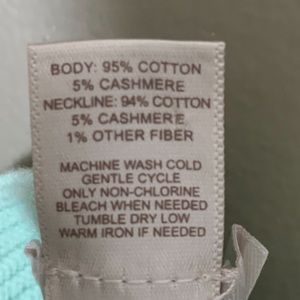 BODY: 95% COTTON
5% CASHMERE
NECKLINE: 94% COTTON
5% CASHMERE
1% OTHER FIBER
MACHINE WASH COLD
GENTLE CYCLE
ONLY NON-CHLORINE
BLEACH WHEN NEEDED
TUMBLE DRY LOW
WARM IRON IF NEEDED